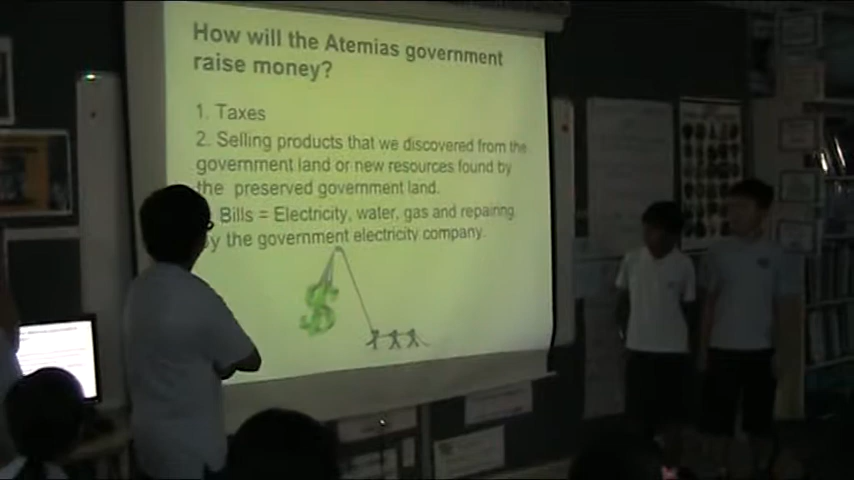 How will the Atemias government
raise money?
1. Taxes
2. Selling products that we discovered from the
government land or new resources found by
the preserved government land.
Bills = Electricity, water, gas and repairing
by the government electricity company.
$